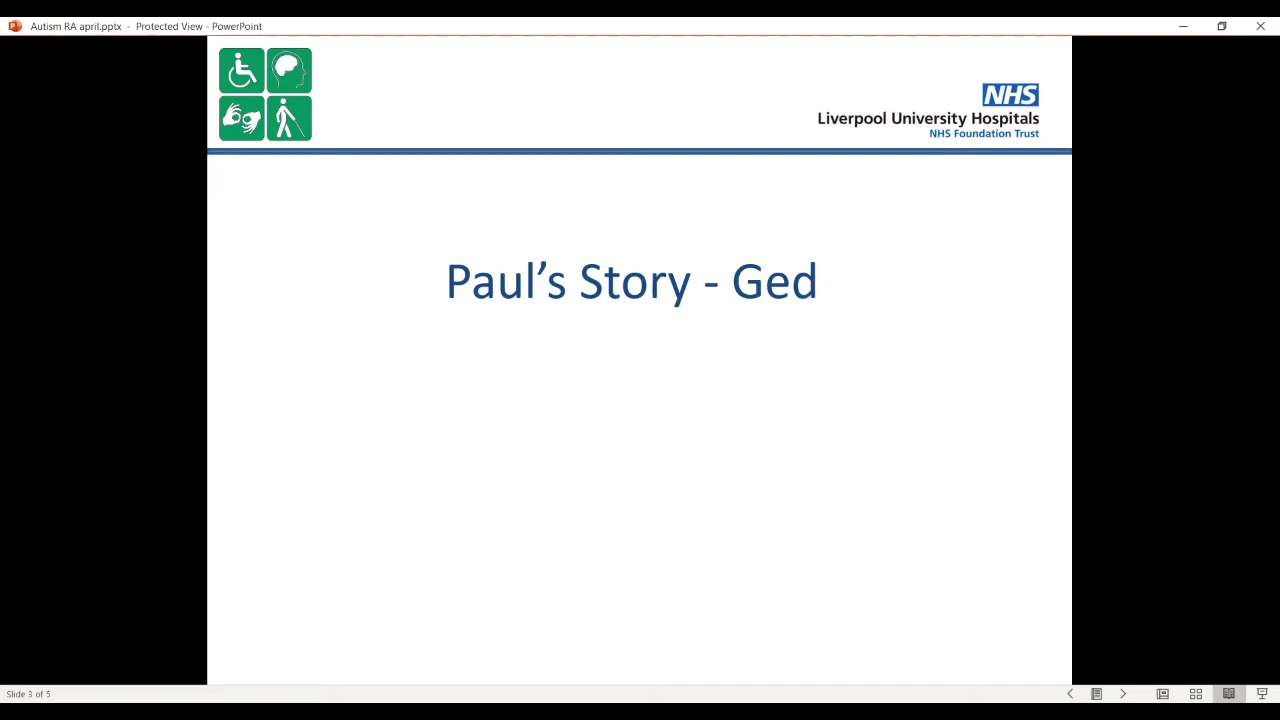 Autism RA april.pptx - Protected View - PowerPoint
NHS
Liverpool University Hospitals
NHS Foundation Trust
Paul’s Story - Ged
Slide 3 of 5